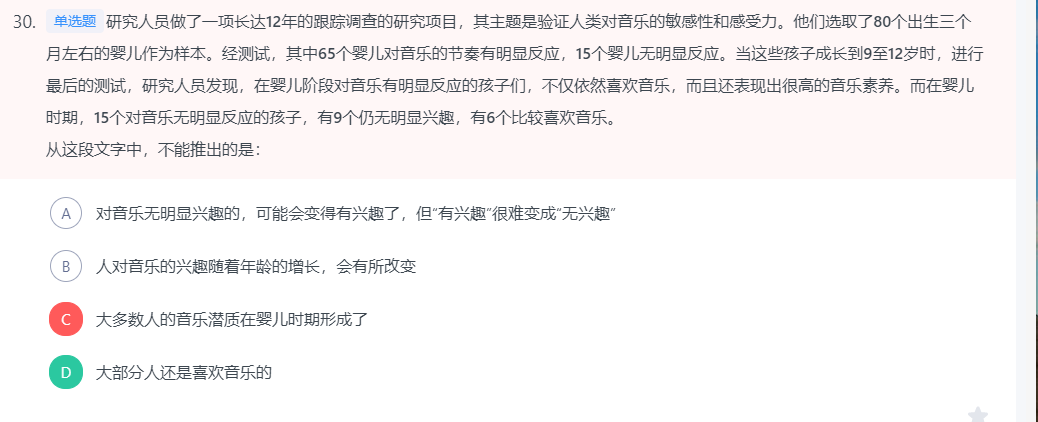 30. 单选题 研究人员做了一项长达12年的跟踪调查的研究项目，其主题是验证人类对音乐的敏感性和感受力。他们选取了80个出生三个
月左右的婴儿作为样本。经测试，其中65个婴儿对音乐的节奏有明显反应，15个婴儿无明显反应。当这些孩子成长到9至12岁时，进行
最后的测试，研究人员发现，在婴儿阶段对音乐有明显反应的孩子们，不仅依然喜欢音乐，而且还表现出很高的音乐素养。而在婴儿
时期，15个对音乐无明显反应的孩子，有9个仍无明显兴趣，有6个比较喜欢音乐。
从这段文字中，不能推出的是：
A 对音乐无明显兴趣的，可能会变得有兴趣了，但“有兴趣”很难变成“无兴趣”
B 人对音乐的兴趣随着年龄的增长，会有所改变
C 大多数人的音乐潜质在婴儿时期形成了
D 大部分人还是喜欢音乐的